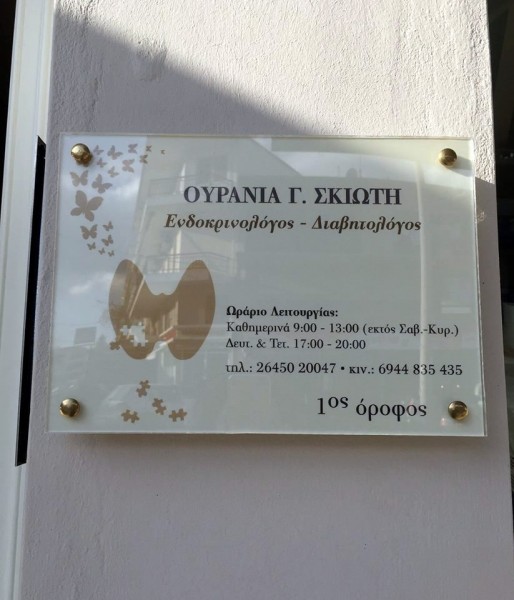 ΟΥΡΑΝΙΑ Γ. ΣΚΙΩΤΗ
Ενδοκρινολόγος - Διαβητολόγος
Ωράριο Λειτουργίας:
Καθημερινά 9:00 - 13:00 (εκτός Σαβ.-Κυρ.)
Δευτ. & Τετ. 17:00 - 20:00
τηλ.: 26450 20047 • κιν.: 6944 835 435
1ος όροφος